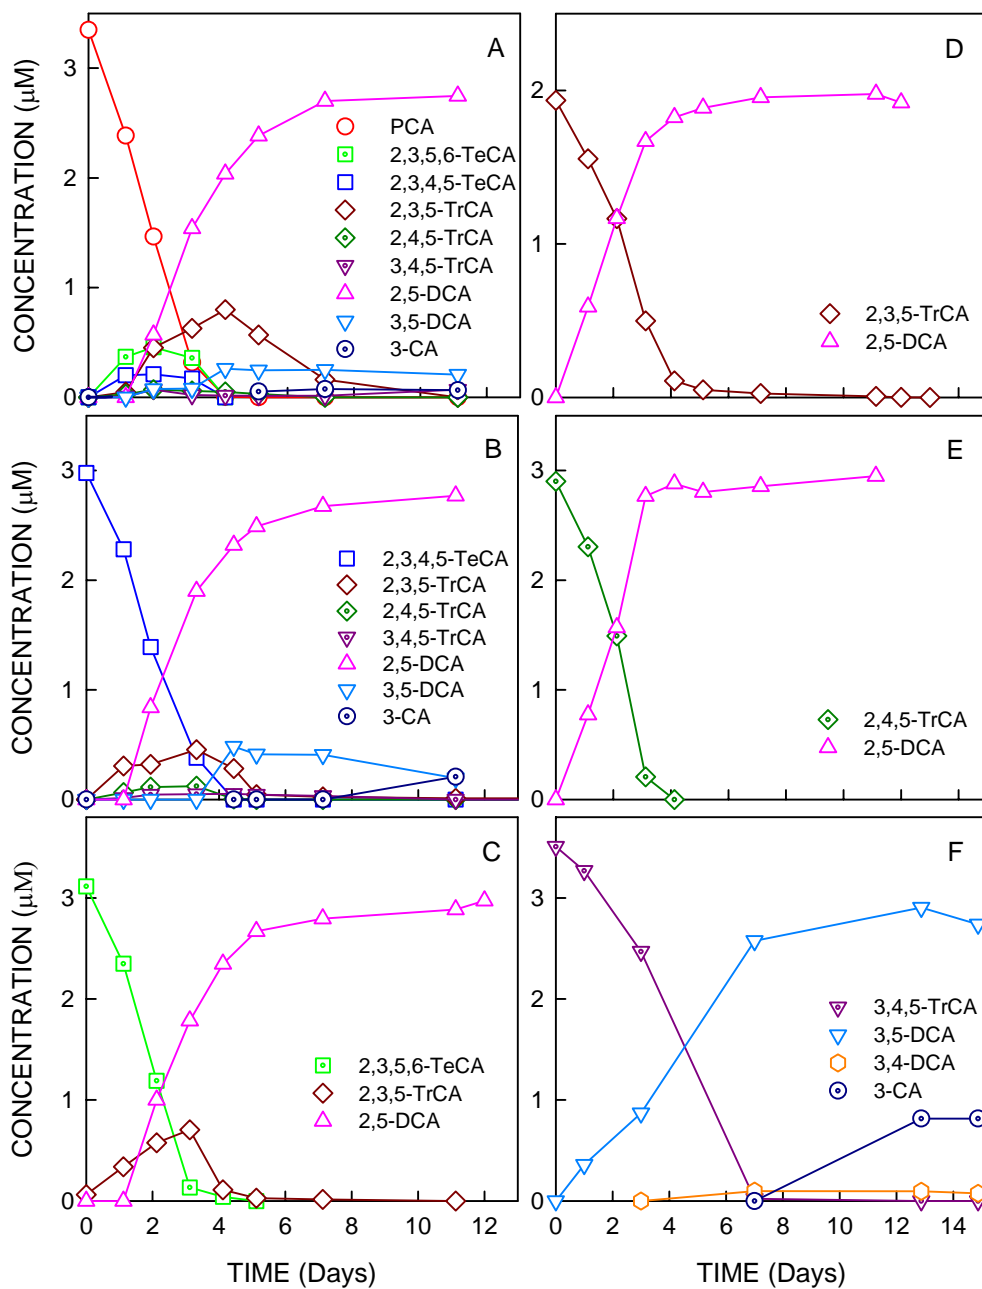 A
CONCENTRATION (μM)
3
2
1
0
PCA
2,3,5,6-TeCA
2,3,4,5-TeCA
2,3,5-TrCA
2,4,5-TrCA
3,4,5-TrCA
2,5-DCA
3,5-DCA
3-CA
D
2
1
0
2,3,5-TrCA
2,5-DCA
B
CONCENTRATION (μM)
3
2
1
0
2,3,4,5-TeCA
2,3,5-TrCA
2,4,5-TrCA
3,4,5-TrCA
2,5-DCA
3,5-DCA
3-CA
E
3
2
1
0
2,4,5-TrCA
2,5-DCA
C
CONCENTRATION (μM)
3
2
1
0
2,3,5,6-TeCA
2,3,5-TrCA
2,5-DCA
0 2 4 6 8 10 12
TIME (Days)
F
3
2
1
0
3,4,5-TrCA
3,5-DCA
3,4-DCA
3-CA
0 2 4 6 8 10 12 14
TIME (Days)